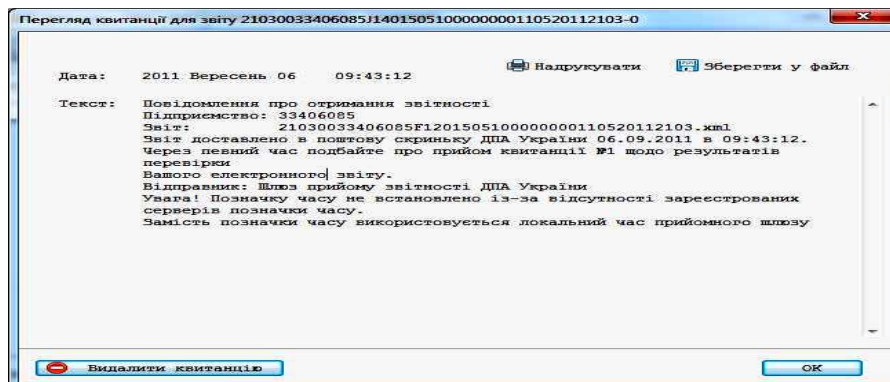 Перегляд квитанції для звіту 21030033406085J1401505100000000110520112103-0
Надрукувати Зберегти у файл
Дата: 2011 Вересень 06 09:43:12
Текст: Повідомлення про отримання звітності
Підприємство: 33406085
Звіт: 21030033406085F1201505100000000110520112103.xml
Звіт доставлено в поштову скриньку ДПА України 06.09.2011 в 09:43:12.
Через певний час подбайте про прийом квитанції №1 щодо результатів
перевірки
Вашого електронного звіту.
Відправник: Шлюз прийому звітності ДПА України
Увага! Позначку часу не встановлено із-за відсутності зареєстрованих
серверів позначки часу.
Замість позначки часу використовується локальний час прийомного шлюзу
Видалити квитанцію OK